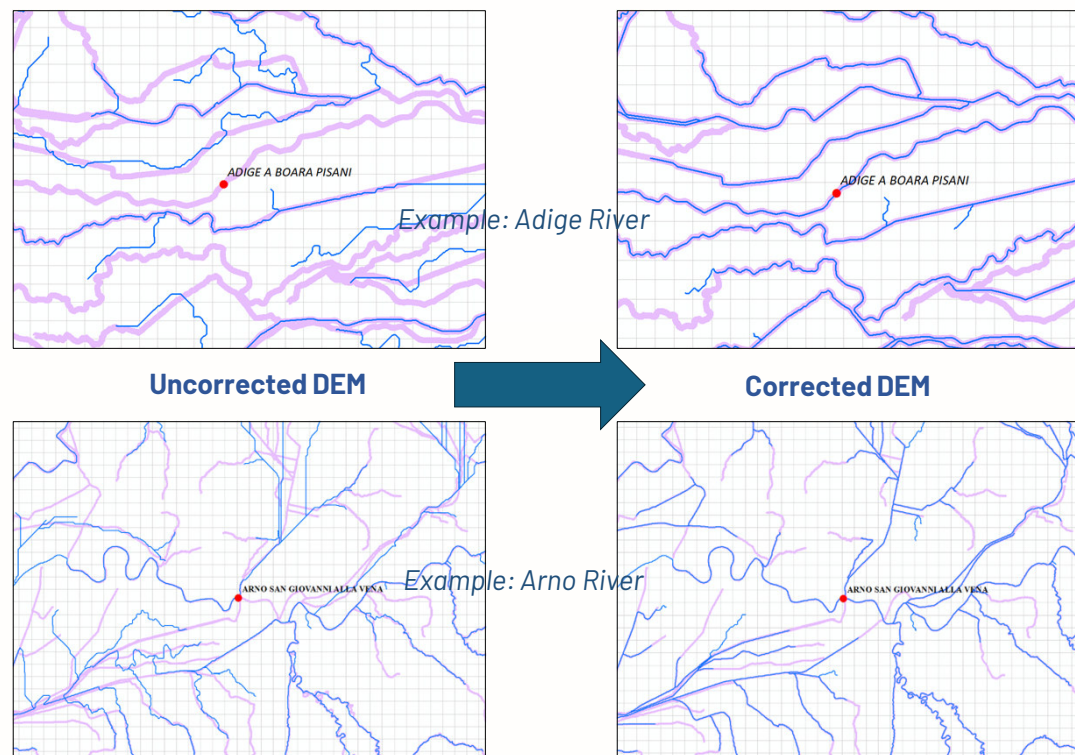 ADIGE A BOARA PISANI
ADIGE A BOARA PISANI
Example: Adige River
Uncorrected DEM
Corrected DEM
ARNO SAN GIOVANNI ALLA VENA
Example: Arno River
ARNO SAN GIOVANNI ALLA VENA